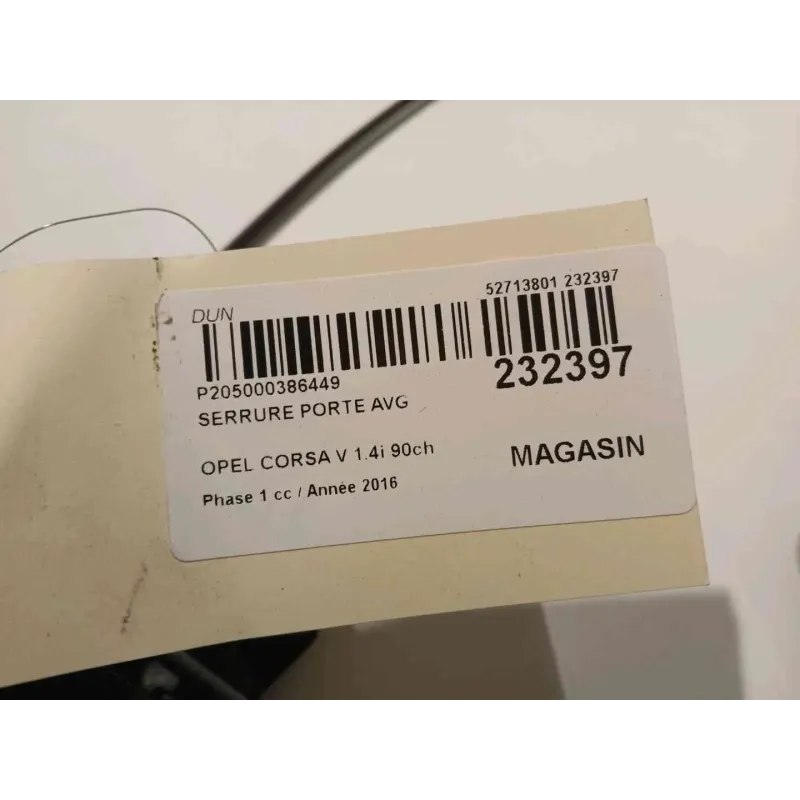 DUN
52713801 232397
P205000386449
232397
SERRURE PORTE AVG
OPEL CORSA V 1.4i 90ch
MAGASIN
Phase 1 cc / Année 2016